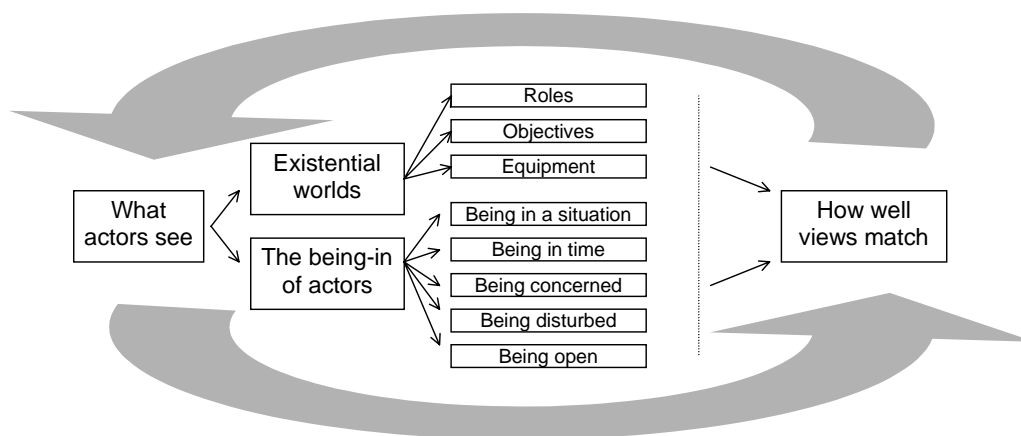 What
actors see
Existential
worlds
The being-in
of actors
Roles
Objectives
Equipment
Being in a situation
Being in time
Being concerned
Being disturbed
Being open
How well
views match